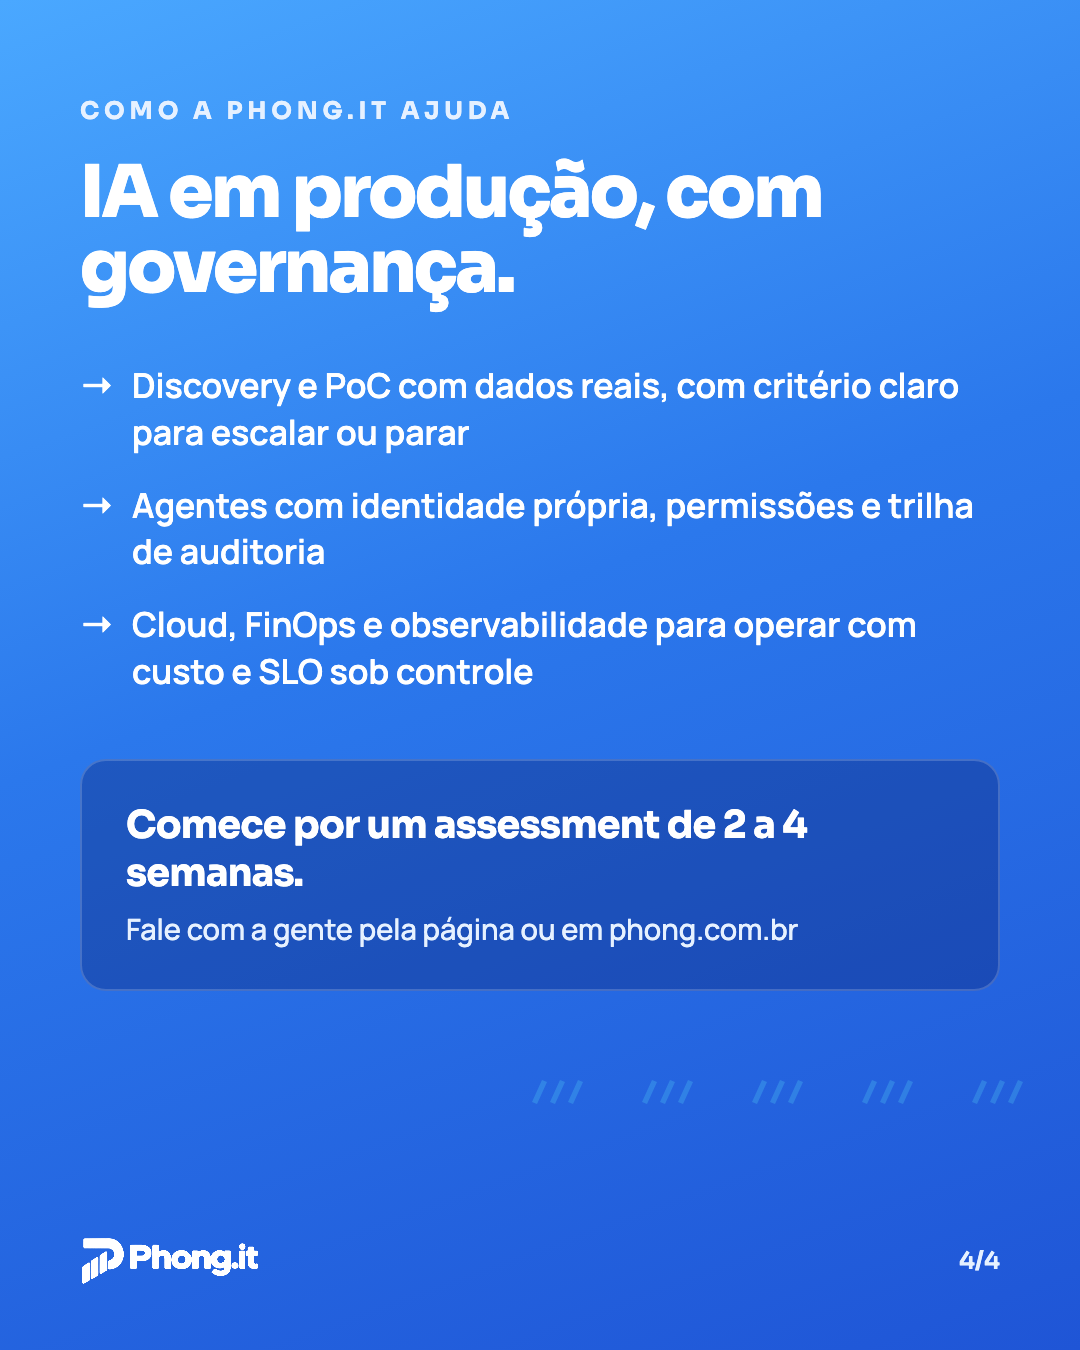 COMO A PHONG.IT AJUDA
IA em produção, com
governança.
→ Discovery e PoC com dados reais, com critério claro
para escalar ou parar
→ Agentes com identidade própria, permissões e trilha
de auditoria
→ Cloud, FinOps e observabilidade para operar com
custo e SLO sob controle
Comece por um assessment de 2 a 4
semanas.
Fale com a gente pela página ou em phong.com.br
Phong.it
4/4